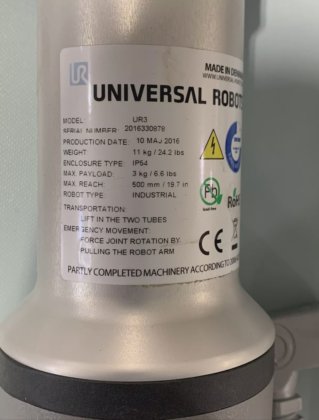 UR
MADE IN DENMA
UNIVERSAL ROBOTS
MODEL UR3
SERIAL NUMBER: 2016330878
PRODUCTION DATE: 10 MAJ 2016
WEIGHT 11 kg / 24.2 lbs
ENCLOSURE TYPE: IP64
MAX. PAYLOAD: 3 kg / 6.6 lbs
MAX. REACH: 500 mm / 19.7 in
ROBOT TYPE: INDUSTRIAL
TRANSPORTATION:
LIFT IN THE TWO TUBES
EMERGENCY MOVEMENT:
FORCE JOINT ROTATION BY
PULLING THE ROBOT ARM
Pb
RoHS
CE
PARTLY COMPLETED MACHINERY ACCORDING TO